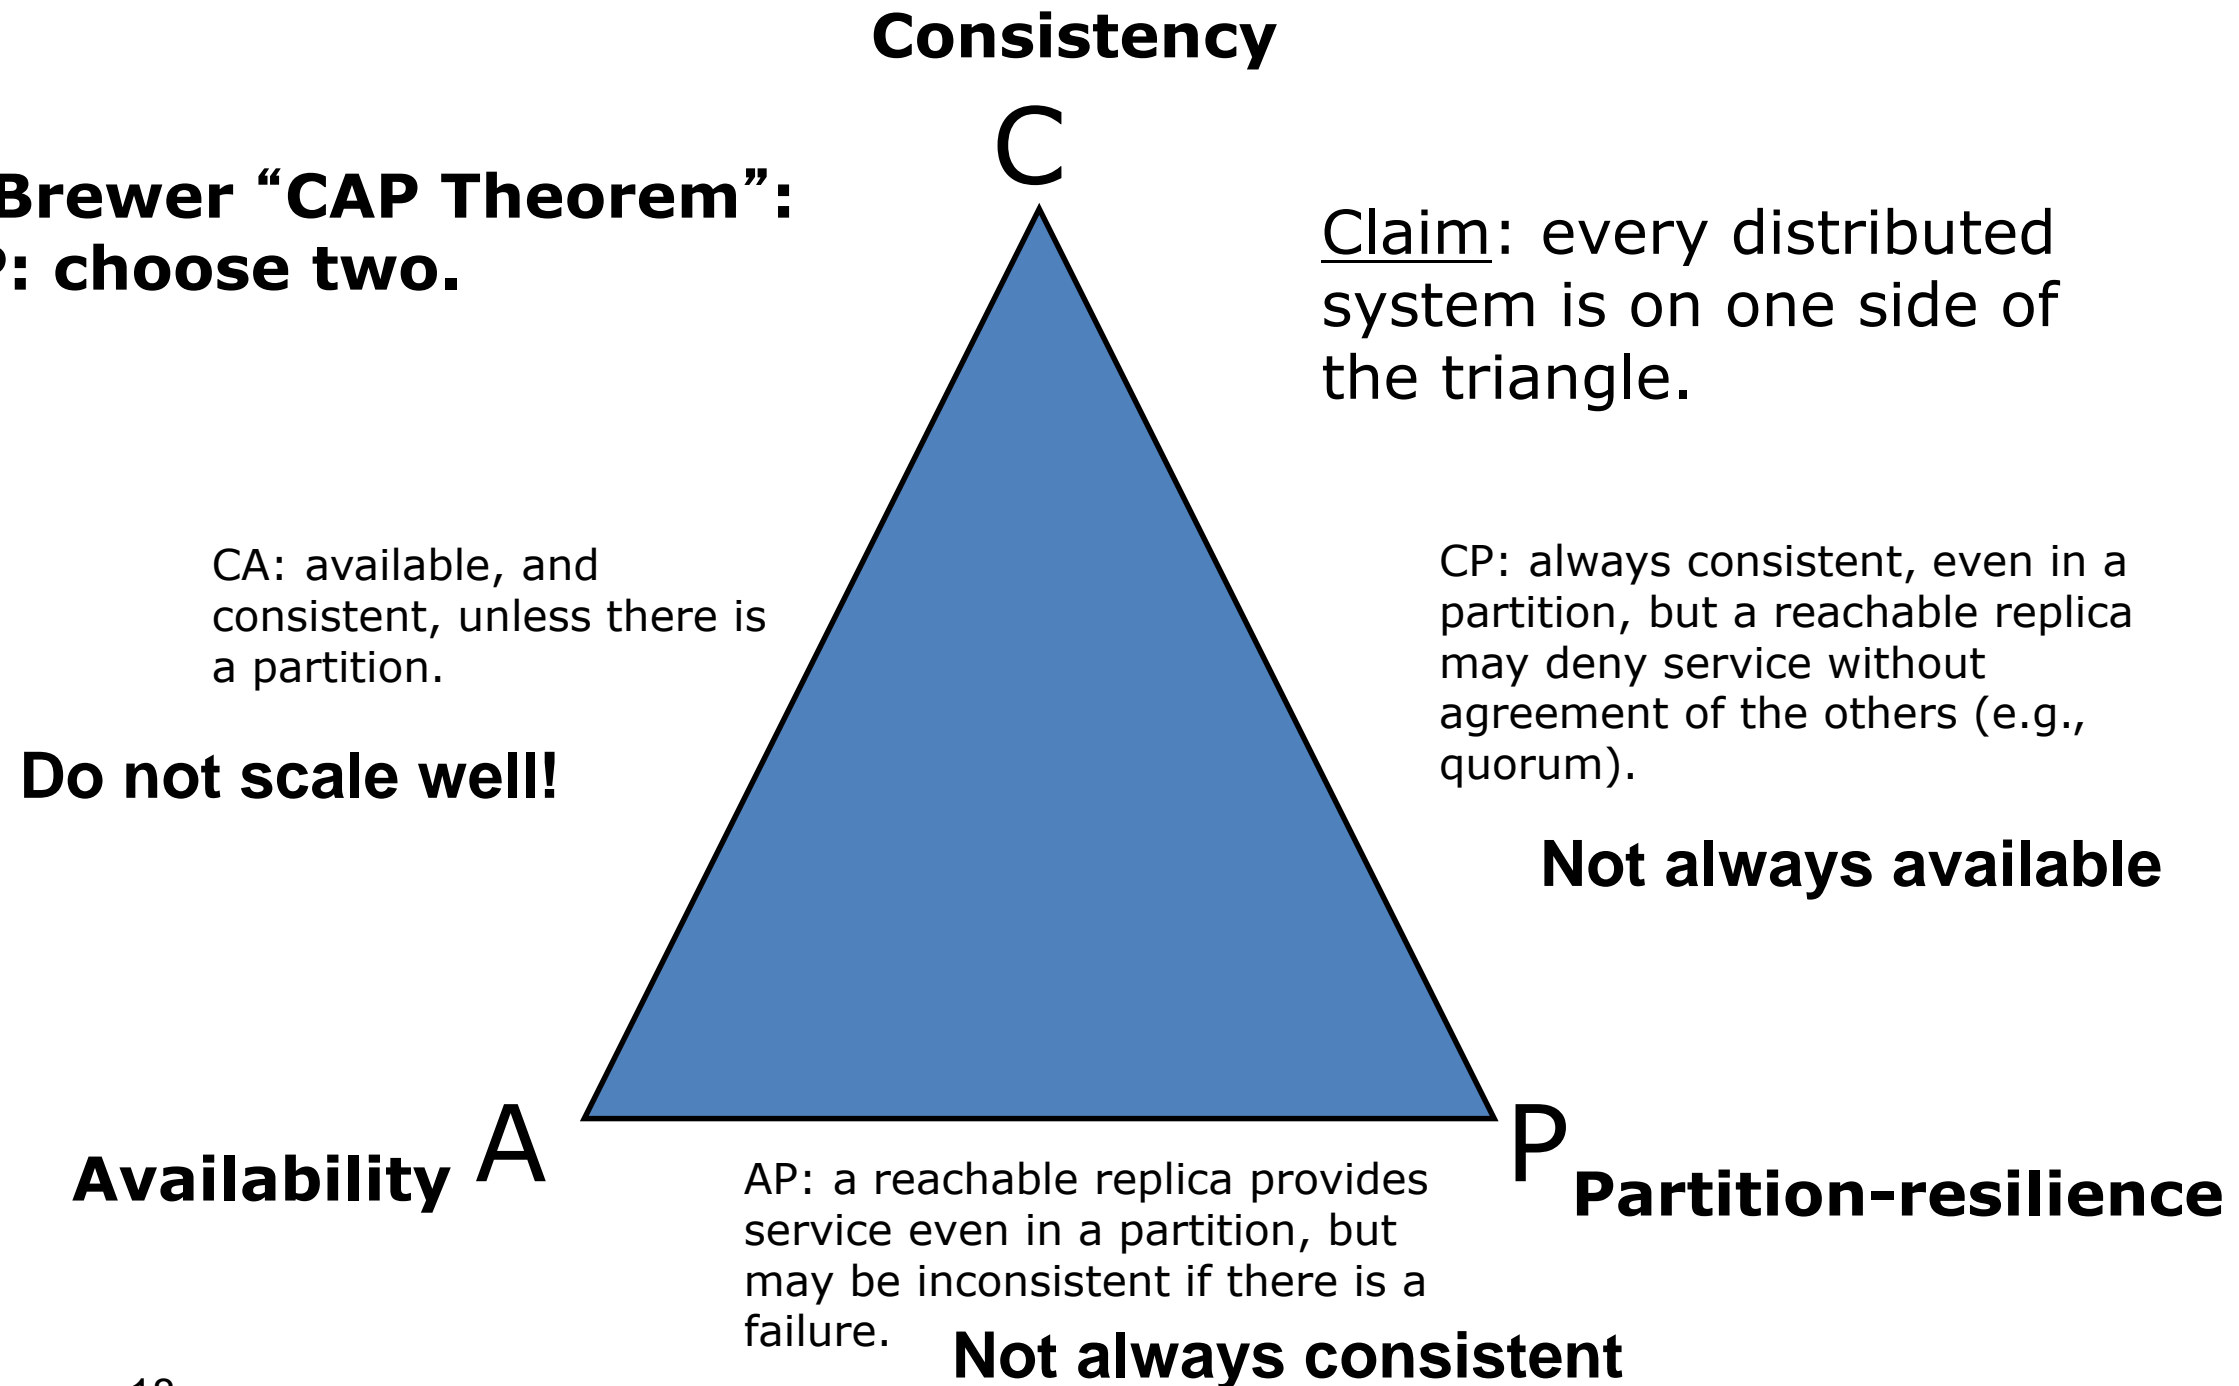 Consistency
C
Brewer “CAP Theorem”:
P: choose two.
Claim: every distributed
system is on one side of
the triangle.
CA: available, and
consistent, unless there is
a partition.
Do not scale well!
CP: always consistent, even in a
partition, but a reachable replica
may deny service without
agreement of the others (e.g.,
quorum).
Not always available
A
Availability
P
Partition-resilience
AP: a reachable replica provides
service even in a partition, but
may be inconsistent if there is a
failure.
Not always consistent